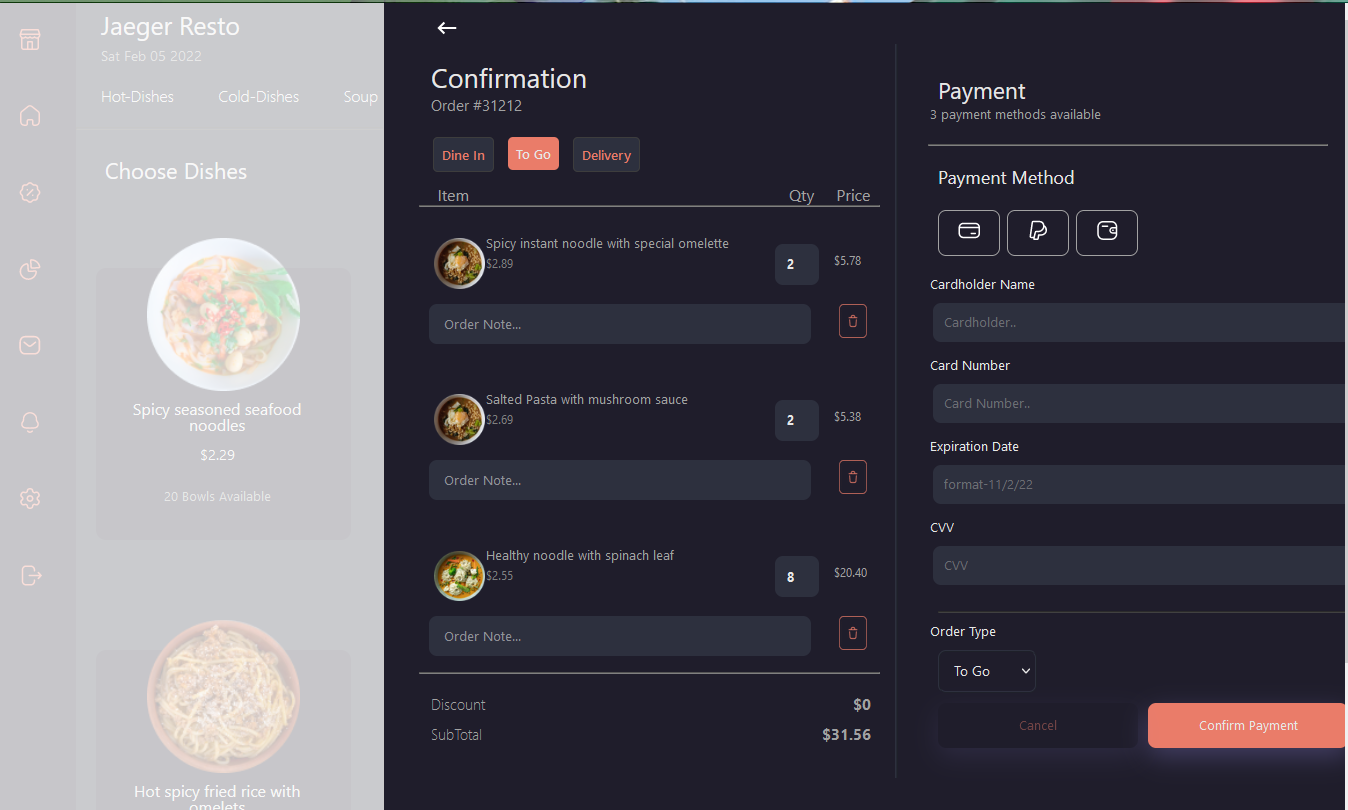 Jaeger Resto
Sat Feb 05 2022
Hot-Dishes Cold-Dishes Soup
Choose Dishes
Spicy seasoned seafood
noodles
$2.29
20 Bowls Available
Hot spicy fried rice with
omelets
Confirmation
Order #31212
Dine In To Go Delivery
Item Qty Price
Spicy instant noodle with special omelette
$2.89
2 $5.78
Order Note...
Salted Pasta with mushroom sauce
$2.69
2 $5.38
Order Note...
Healthy noodle with spinach leaf
$2.55
8 $20.40
Order Note...
Discount $0
SubTotal $31.56
Payment
3 payment methods available
Payment Method
Cardholder Name
Cardholder..
Card Number
Card Number..
Expiration Date
format-11/2/22
CVV
CVV
Order Type
To Go
Cancel Confirm Payment